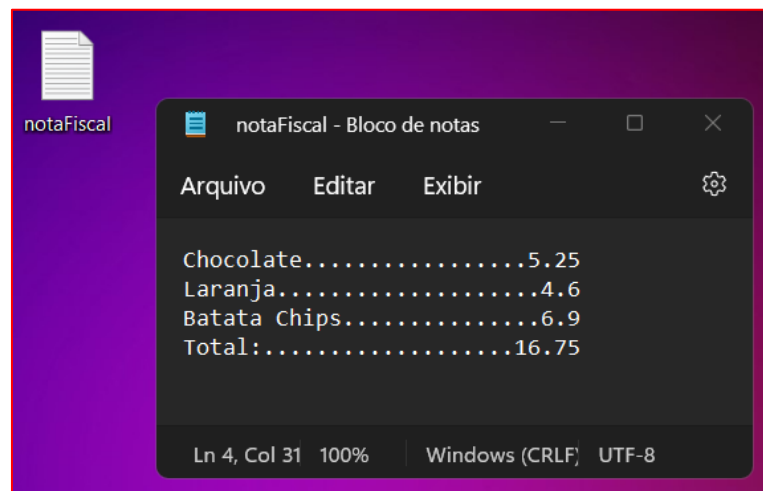 notaFiscal
notaFiscal - Bloco de notas
Arquivo Editar Exibir
Chocolate.................5.25
Laranja....................4.6
Batata Chips...............6.9
Total:...................16.75
Ln 4, Col 31 100% Windows (CRLF) UTF-8